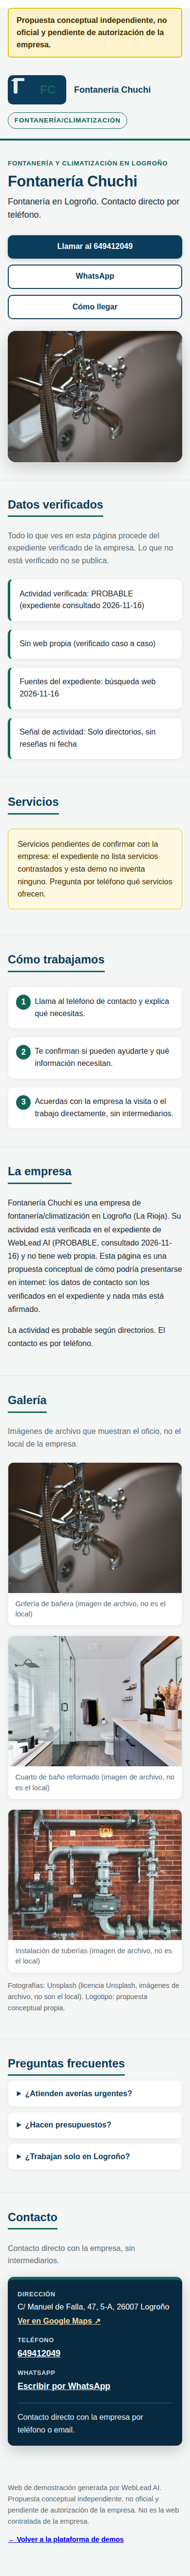 Propuesta conceptual independiente, no
oficial y pendiente de autorización de la
empresa.
FC
Fontanería Chuchi
FONTANERÍA/CLIMATIZACIÓN
FONTANERÍA Y CLIMATIZACIÓN EN LOGROÑO
Fontanería Chuchi
Fontanería en Logroño. Contacto directo por
teléfono.
Llamar al 649412049
WhatsApp
Cómo llegar
Datos verificados
Todo lo que ves en esta página procede del
expediente verificado de la empresa. Lo que no
está verificado no se publica.
Actividad verificada: PROBABLE
(expediente consultado 2026-11-16)
Sin web propia (verificado caso a caso)
Fuentes del expediente: búsqueda web
2026-11-16
Señal de actividad: Solo directorios, sin
reseñas ni fecha
Servicios
Servicios pendientes de confirmar con la
empresa: el expediente no lista servicios
contrastados y esta demo no inventa
ninguno. Pregunta por teléfono qué servicios
ofrecen.
Cómo trabajamos
1 Llama al teléfono de contacto y explica
qué necesitas.
2 Te confirman si pueden ayudarte y qué
información necesitan.
3 Acuerdas con la empresa la visita o el
trabajo directamente, sin intermediarios.
La empresa
Fontanería Chuchi es una empresa de
fontanería/climatización en Logroño (La Rioja). Su
actividad está verificada en el expediente de
WebLead AI (PROBABLE, consultado 2026-11-
16) y no tiene web propia. Esta página es una
propuesta conceptual de cómo podría presentarse
en internet: los datos de contacto son los
verificados en el expediente y nada más está
afirmado.
La actividad es probable según directorios. El
contacto es por teléfono.
Galería
Imágenes de archivo que muestran el oficio, no el
local de la empresa.
Grifería de bañera (imagen de archivo, no es el
local)
Cuarto de baño reformado (imagen de archivo, no
es el local)
Instalación de tuberías (imagen de archivo, no es
el local)
Fotografías: Unsplash (licencia Unsplash, imágenes de
archivo, no son el local). Logotipo: propuesta
conceptual propia.
Preguntas frecuentes
▶ ¿Atienden averías urgentes?
▶ ¿Hacen presupuestos?
▶ ¿Trabajan solo en Logroño?
Contacto
Contacto directo con la empresa, sin
intermediarios.
DIRECCIÓN
C/ Manuel de Falla, 47, 5-A, 26007 Logroño
Ver en Google Maps ↗
TELÉFONO
649412049
WHATSAPP
Escribir por WhatsApp
Contacto directo con la empresa por
teléfono o email.
Web de demostración generada por WebLead AI.
Propuesta conceptual independiente, no oficial y
pendiente de autorización de la empresa. No es la web
contratada de la empresa.
← Volver a la plataforma de demos